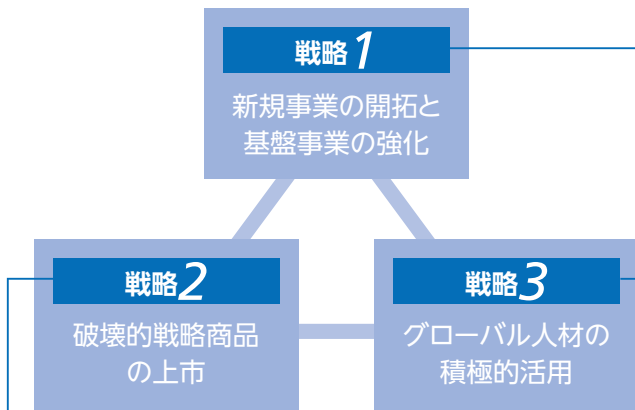 戦略1
新規事業の開拓と
基盤事業の強化
戦略2
破壊的戦略商品
の上市
戦略3
グローバル人材の
積極的活用